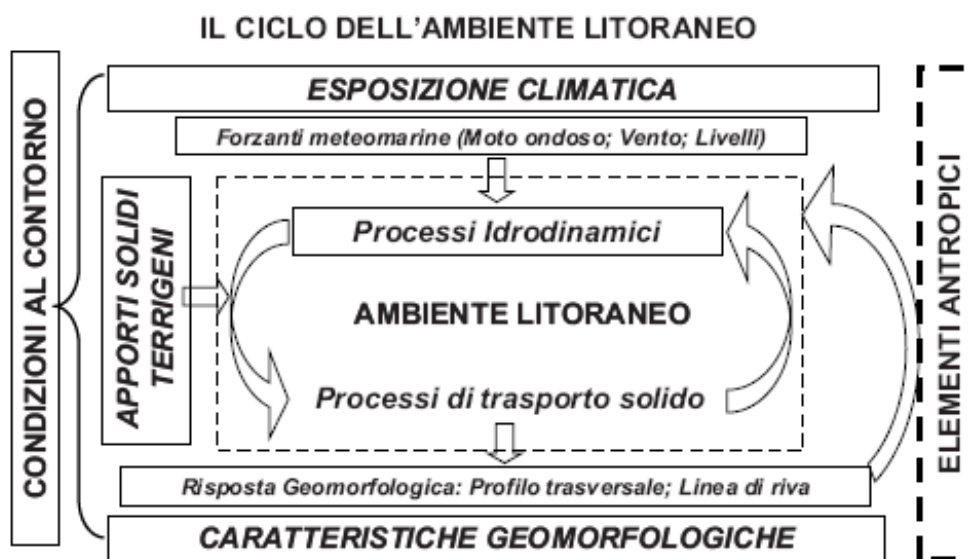 IL CICLO DELL'AMBIENTE LITORANEO
CONDIZIONI AL CONTORNO
ESPOSIZIONE CLIMATICA
Forzanti meteomarine (Moto ondoso; Vento; Livelli)
APPORTI SOLIDI
TERRIGENI
Processi Idrodinamici
AMBIENTE LITORANEO
Processi di trasporto solido
Risposta Geomorfologica: Profilo trasversale; Linea di riva
CARATTERISTICHE GEOMORFOLOGICHE
ELEMENTI ANTROPICI